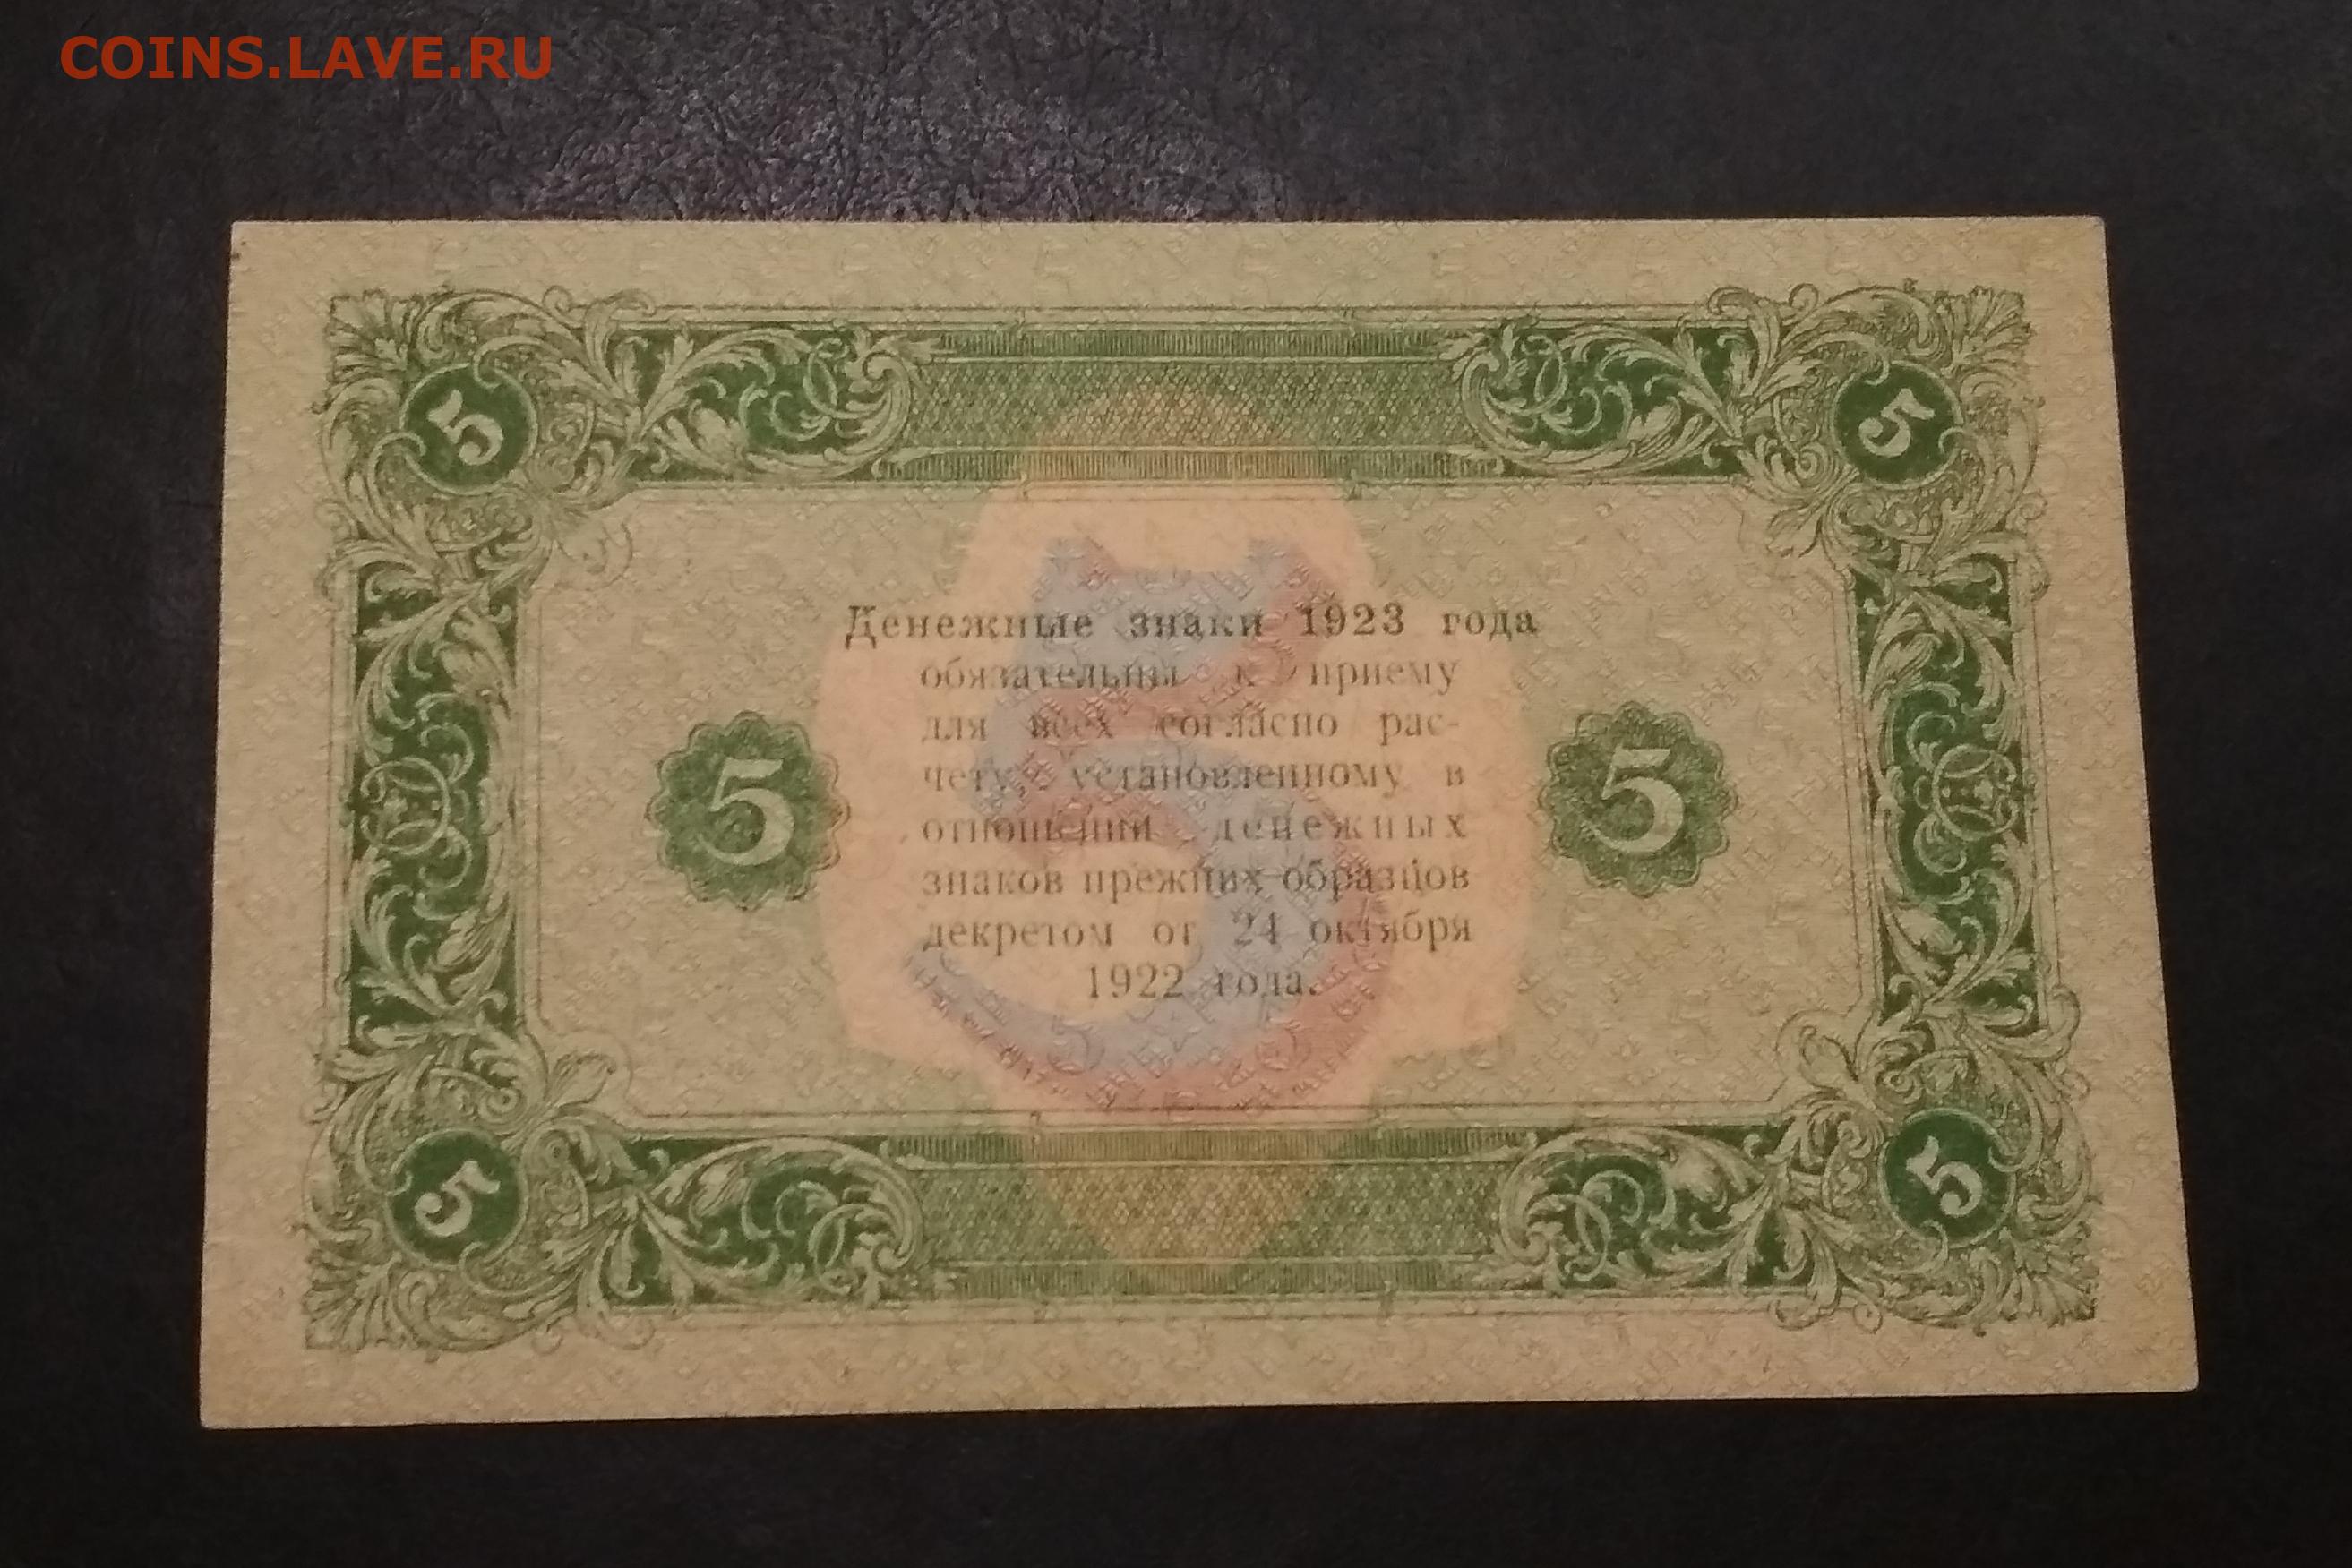 COINS.LAVE.RU
5 5
Денежные знаки 1923 года
обязательны к приему
для всех согласно рас-
чету, установленному в
отношении денежных
знаков прежних образцов
декретом от 24 октября
1922 года.
5 5
5
5 5